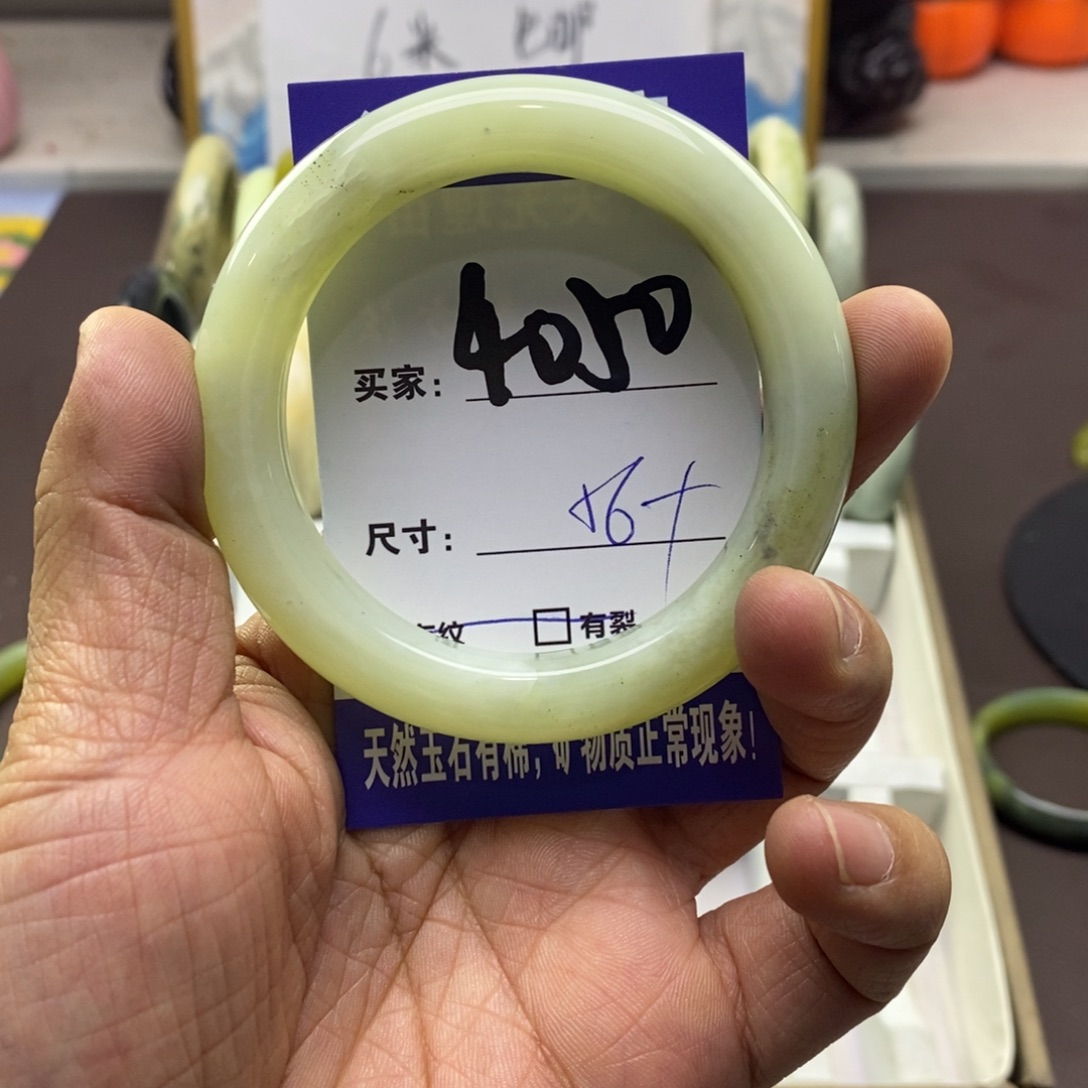 买家: 4050
尺寸: 56+
纹 □ 有裂
天然玉石有棉, 矿物质正常现象!